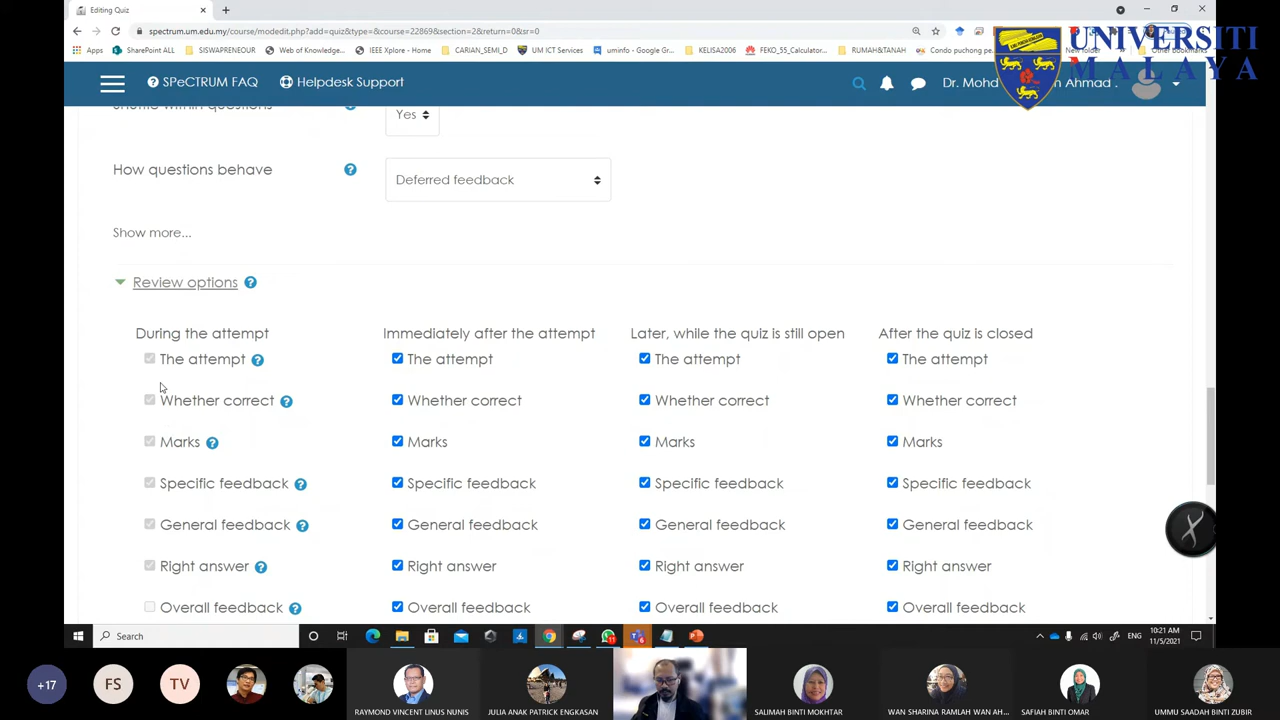 Editing Quiz
spectrum.um.edu.my/course/modedit.php?add=quiz&type=&course=22869&section=2&return=0&sr=0
Apps
SharePoint ALL
SISWAPRENEUR
Web of Knowledge...
IEEE Xplore - Home
CARIAN_SEMI_D
UM ICT Services
uminfo - Google Gr...
KELISA2006
FEKO_55_Calculator...
RUMAH&TANAH
Condo puchong pe...
New folder
Other bookmarks
UNIVERSITI
MALAYA
SPeCTRUM FAQ
Helpdesk Support
Dr. Mohd
Ahmad .
Shuffle within questions
Yes
How questions behave
Deferred feedback
Show more...
Review options
During the attempt
Immediately after the attempt
Later, while the quiz is still open
After the quiz is closed
The attempt
The attempt
The attempt
The attempt
Whether correct
Whether correct
Whether correct
Whether correct
Marks
Marks
Marks
Marks
Specific feedback
Specific feedback
Specific feedback
Specific feedback
General feedback
General feedback
General feedback
General feedback
Right answer
Right answer
Right answer
Right answer
Overall feedback
Overall feedback
Overall feedback
Overall feedback
Search
ENG
10:21 AM
11/5/2021
+17
FS
TV
RAYMOND VINCENT LINUS NUNIS
JULIA ANAK PATRICK ENGKASAN
SALIMAH BINTI MOKHTAR
WAN SHARINA RAMLAH WAN AH...
SAFIAH BINTI OMAR
UMMU SAADAH BINTI ZUBIR